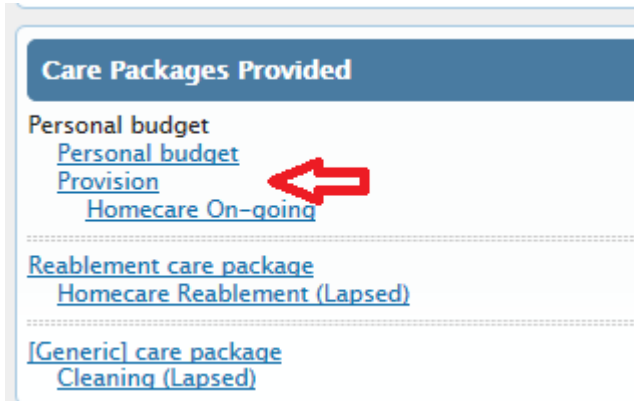 Care Packages Provided
Personal budget
Personal budget
Provision
Homecare On-going
Reablement care package
Homecare Reablement (Lapsed)
[Generic] care package
Cleaning (Lapsed)